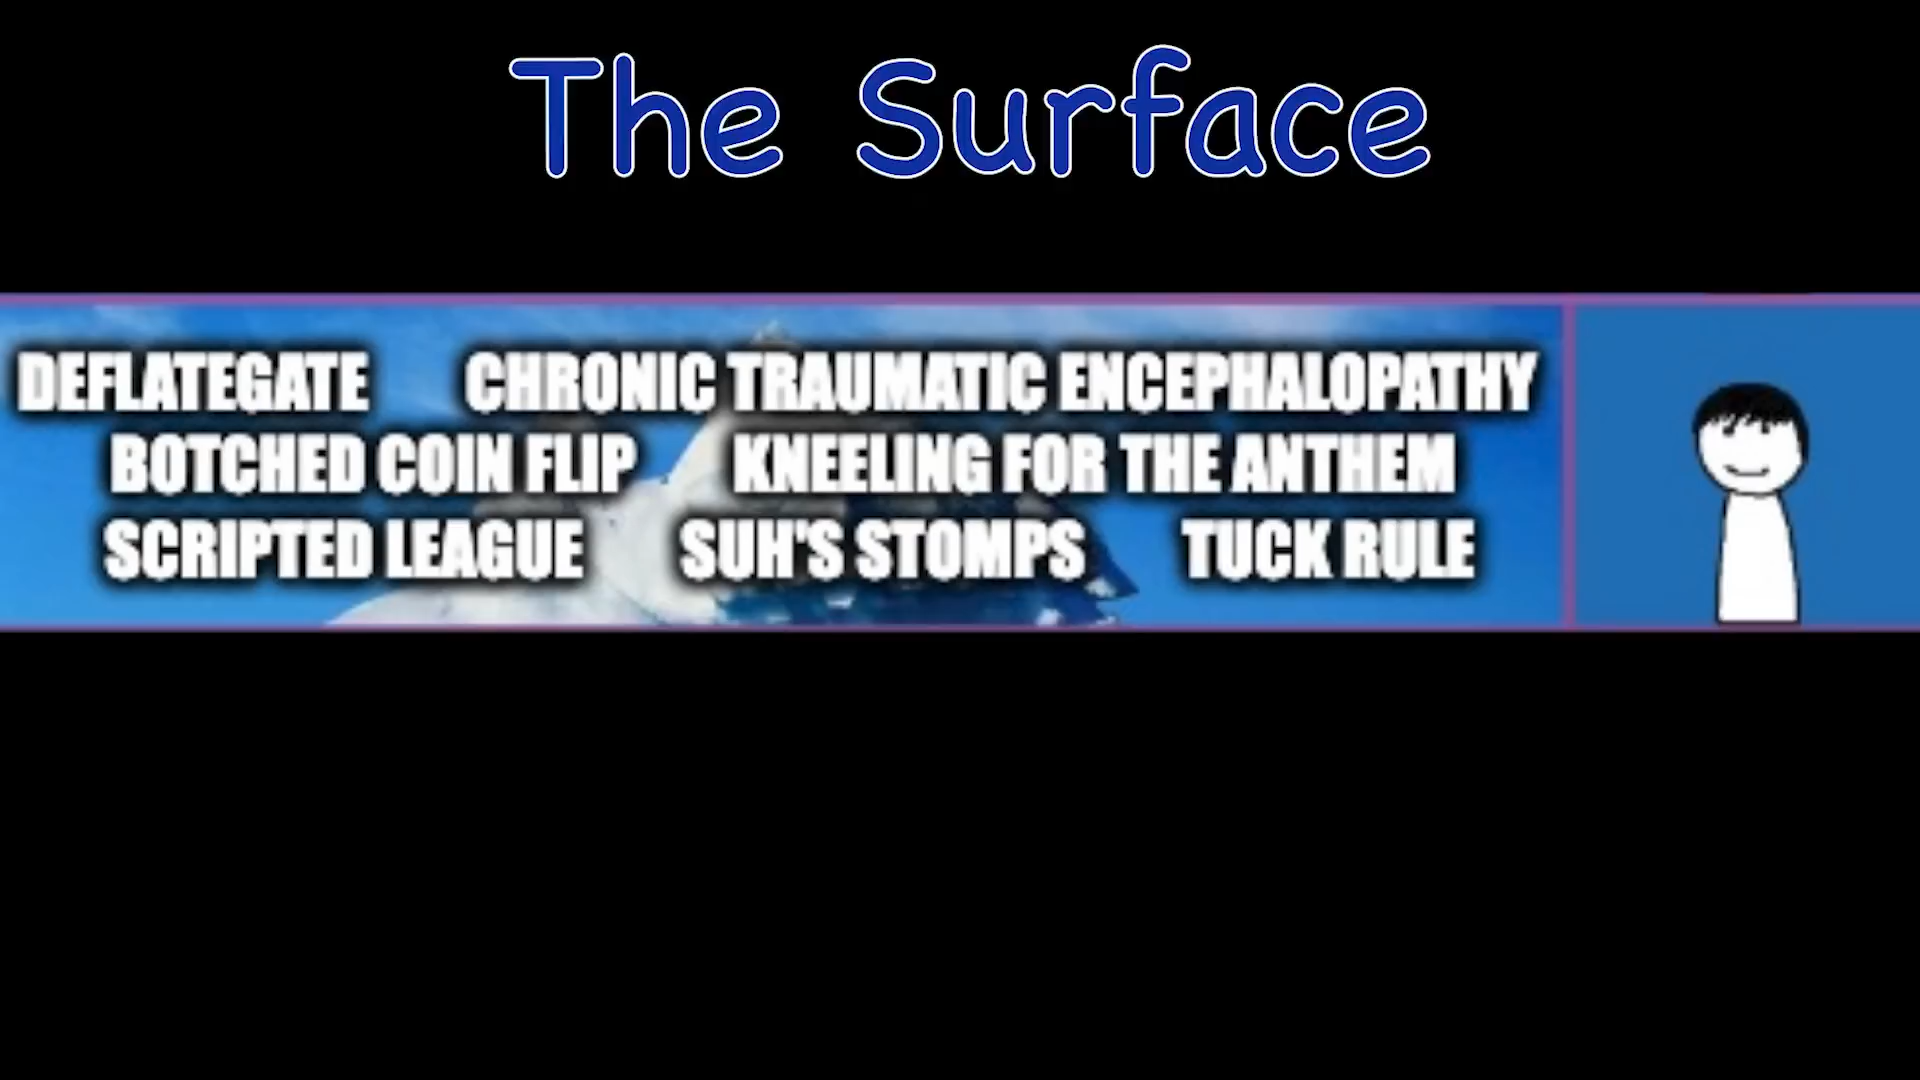 The Surface
DEFLATEGATE CHRONIC TRAUMATIC ENCEPHALOPATHY
BOTCHED COIN FLIP KNEELING FOR THE ANTHEM
SCRIPTED LEAGUE SUH'S STOMPS TUCK RULE